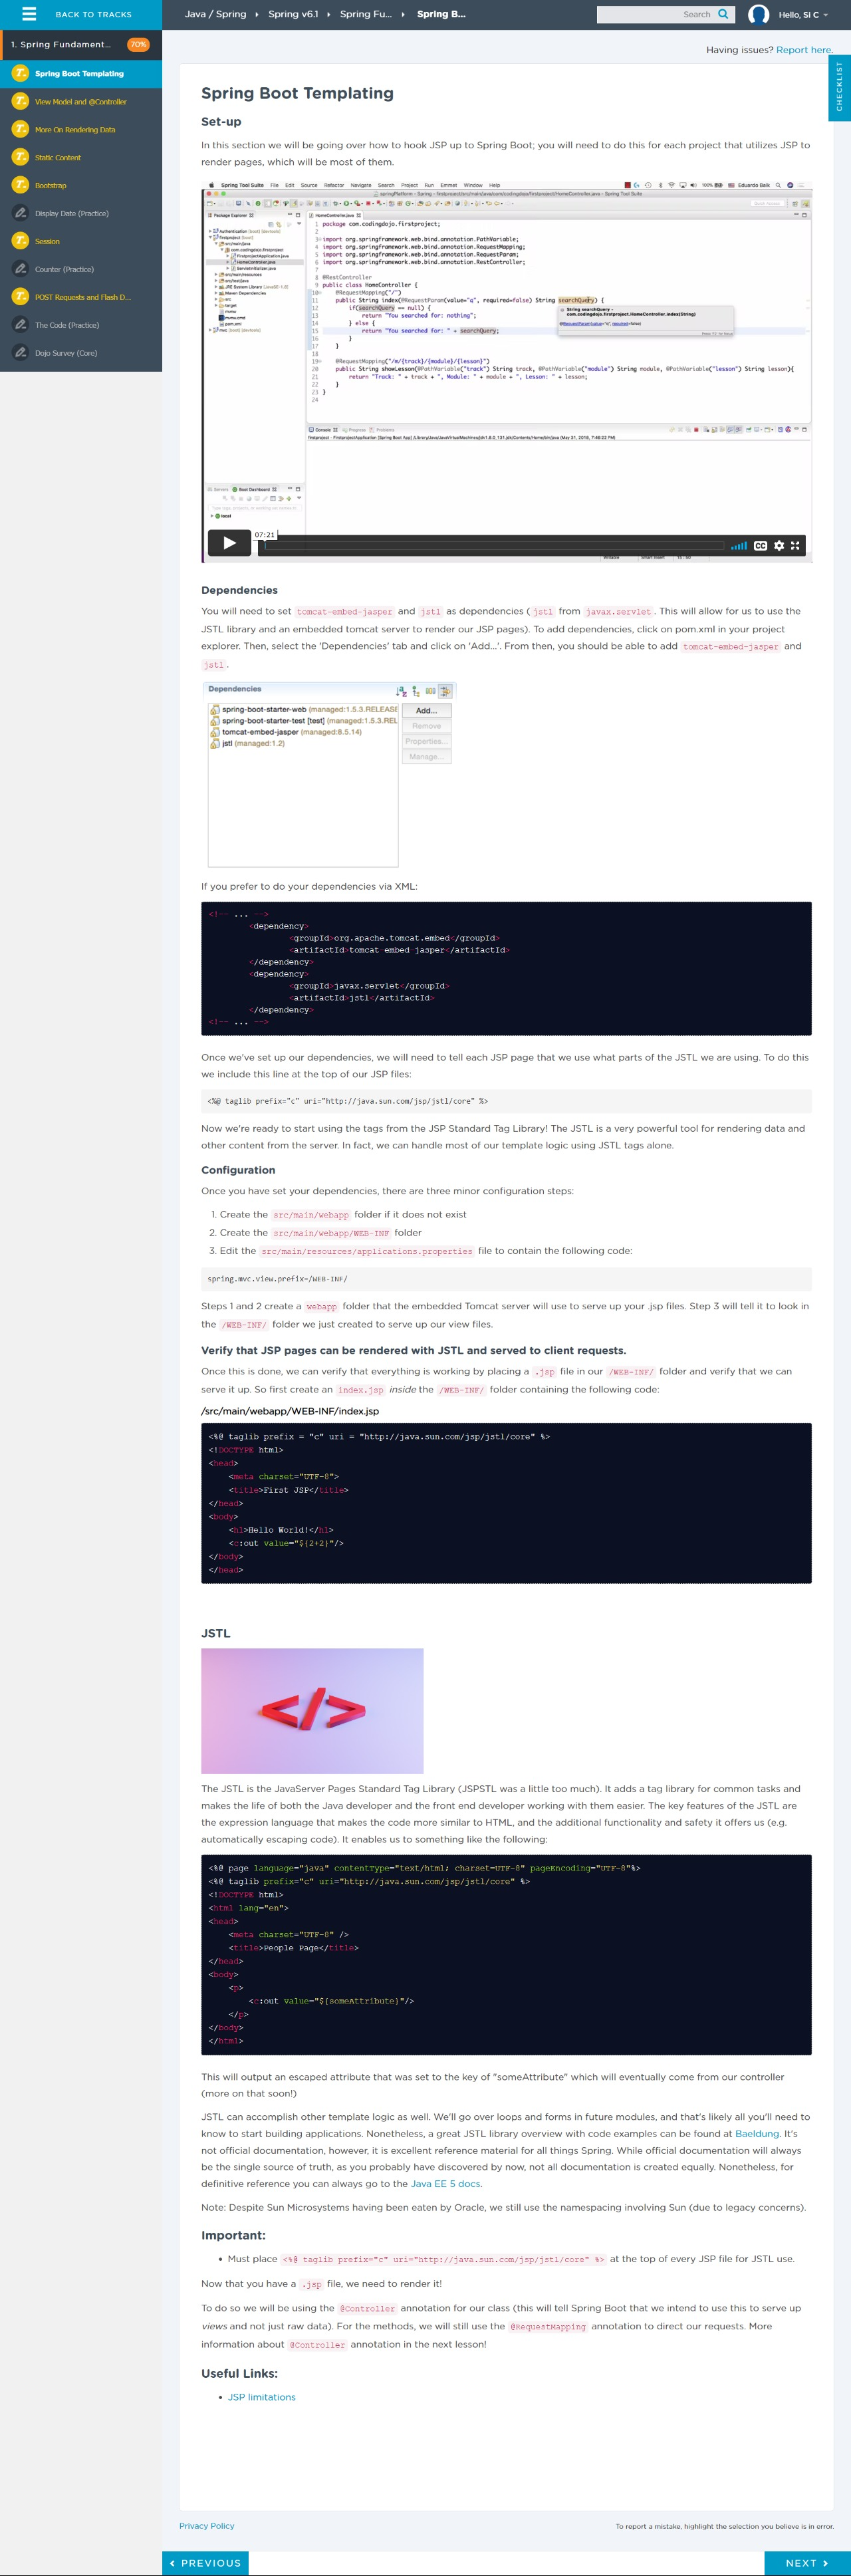 BACK TO TRACKS
Java / Spring
Spring v6.1
Spring Fu...
Spring B...
Search
Hello, Si C
1. Spring Fundament...
70%
Spring Boot Templating
View Model and @Controller
More On Rendering Data
Static Content
Bootstrap
Display Date (Practice)
Session
Counter (Practice)
POST Requests and Flash D...
The Code (Practice)
Dojo Survey (Core)
Having issues? Report here.
CHECKLIST
Spring Boot Templating
Set-up
In this section we will be going over how to hook JSP up to Spring Boot; you will need to do this for each project that utilizes JSP to
render pages, which will be most of them.
Spring Tool Suite File Edit Source Refactor Navigate Search Project Run Window Help
Package Explorer
HomeController.java
1 package com.codingdojo.firstproject;
3 import org.springframework.web.bind.annotation.PathVariable;
4 import org.springframework.web.bind.annotation.RequestMapping;
5 import org.springframework.web.bind.annotation.RequestParam;
6 import org.springframework.web.bind.annotation.RestController;
8 @RestController
9 public class HomeController {
10 @RequestMapping("/")
11 public String index(@RequestParam(value="q", required=false) String searchQuery) {
12 if(searchQuery == null) {
13 return "You searched for: nothing";
14 } else {
15 return "You searched for: " + searchQuery;
16 }
17 }
18
19 @RequestMapping("/m/{track}/{module}/{lesson}")
20 public String showLesson(@PathVariable("track") String track, @PathVariable("module") String module, @PathVariable("lesson") String lesson){
21 return "Track: " + track + ", Module: " + module + ", Lesson: " + lesson;
22 }
23 }
24
07:21
CC
Dependencies
You will need to set tomcat-embed-jasper and jstl as dependencies ( jstl from javax.servlet . This will allow for us to use the
JSTL library and an embedded tomcat server to render our JSP pages). To add dependencies, click on pom.xml in your project
explorer. Then, select the 'Dependencies' tab and click on 'Add...'. From then, you should be able to add tomcat-embed-jasper and
jstl .
Dependencies
spring-boot-starter-web (managed:1.5.3.RELEASE
spring-boot-starter-test [test] (managed:1.5.3.REL
tomcat-embed-jasper (managed:8.5.14)
jstl (managed:1.2)
Add...
Remove
Properties...
Manage...
If you prefer to do your dependencies via XML:
<!-- ... -->
<dependency>
<groupId>org.apache.tomcat.embed</groupId>
<artifactId>tomcat-embed-jasper</artifactId>
</dependency>
<dependency>
<groupId>javax.servlet</groupId>
<artifactId>jstl</artifactId>
</dependency>
<!-- ... -->
Once we've set up our dependencies, we will need to tell each JSP page that we use what parts of the JSTL we are using. To do this
we include this line at the top of our JSP files:
<%@ taglib prefix="c" uri="http://java.sun.com/jsp/jstl/core" %>
Now we're ready to start using the tags from the JSP Standard Tag Library! The JSTL is a very powerful tool for rendering data and
other content from the server. In fact, we can handle most of our template logic using JSTL tags alone.
Configuration
Once you have set your dependencies, there are three minor configuration steps:
1. Create the src/main/webapp folder if it does not exist
2. Create the src/main/webapp/WEB-INF folder
3. Edit the src/main/resources/applications.properties file to contain the following code:
spring.mvc.view.prefix=/WEB-INF/
Steps 1 and 2 create a webapp folder that the embedded Tomcat server will use to serve up your .jsp files. Step 3 will tell it to look in
the /WEB-INF/ folder we just created to serve up our view files.
Verify that JSP pages can be rendered with JSTL and served to client requests.
Once this is done, we can verify that everything is working by placing a .jsp file in our /WEB-INF/ folder and verify that we can
serve it up. So first create an index.jsp inside the /WEB-INF/ folder containing the following code:
/src/main/webapp/WEB-INF/index.jsp
<%@ taglib prefix = "c" uri = "http://java.sun.com/jsp/jstl/core" %>
<!DOCTYPE html>
<head>
<meta charset="UTF-8">
<title>First JSP</title>
</head>
<body>
<h1>Hello World!</h1>
<c:out value="${2+2}"/>
</body>
</head>
JSTL
</>
The JSTL is the JavaServer Pages Standard Tag Library (JSPSTL was a little too much). It adds a tag library for common tasks and
makes the life of both the Java developer and the front end developer working with them easier. The key features of the JSTL are
the expression language that makes the code more similar to HTML, and the additional functionality and safety it offers us (e.g.
automatically escaping code). It enables us to something like the following:
<%@ page language="java" contentType="text/html; charset=UTF-8" pageEncoding="UTF-8"%>
<%@ taglib prefix="c" uri="http://java.sun.com/jsp/jstl/core" %>
<!DOCTYPE html>
<html lang="en">
<head>
<meta charset="UTF-8" />
<title>People Page</title>
</head>
<body>
<p>
<c:out value="${someAttribute}"/>
</p>
</body>
</html>
This will output an escaped attribute that was set to the key of "someAttribute" which will eventually come from our controller
(more on that soon!)
JSTL can accomplish other template logic as well. We'll go over loops and forms in future modules, and that's likely all you'll need to
know to start building applications. Nonetheless, a great JSTL library overview with code examples can be found at Baeldung. It's
not official documentation, however, it is excellent reference material for all things Spring. While official documentation will always
be the single source of truth, as you probably have discovered by now, not all documentation is created equally. Nonetheless, for
definitive reference you can always go to the Java EE 5 docs.
Note: Despite Sun Microsystems having been eaten by Oracle, we still use the namespacing involving Sun (due to legacy concerns).
Important:
• Must place <%@ taglib prefix="c" uri="http://java.sun.com/jsp/jstl/core" %> at the top of every JSP file for JSTL use.
Now that you have a .jsp file, we need to render it!
To do so we will be using the @Controller annotation for our class (this will tell Spring Boot that we intend to use this to serve up
views and not just raw data). For the methods, we will still use the @RequestMapping annotation to direct our requests. More
information about @Controller annotation in the next lesson!
Useful Links:
• JSP limitations
Privacy Policy
To report a mistake, highlight the selection you believe is in error.
PREVIOUS
NEXT